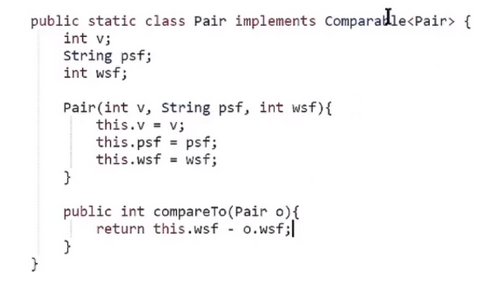 public static class Pair implements Comparable<Pair> {
    int v;
    String psf;
    int wsf;

    Pair(int v, String psf, int wsf){
        this.v = v;
        this.psf = psf;
        this.wsf = wsf;
    }

    public int compareTo(Pair o){
        return this.wsf - o.wsf;
    }
}